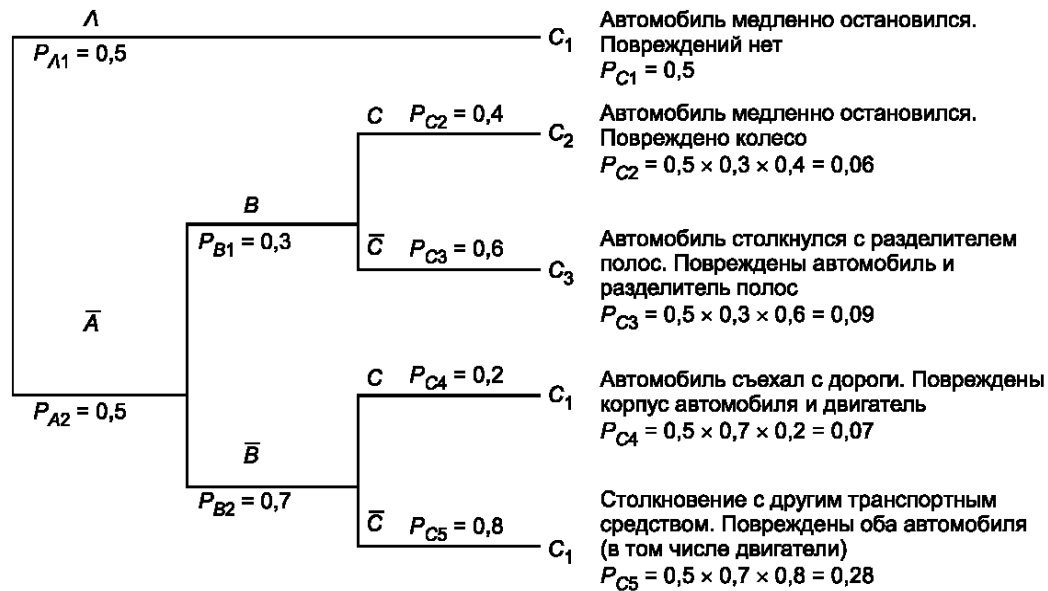 Λ
P_Λ1 = 0,5
C₁
Автомобиль медленно остановился.
Повреждений нет
P_C1 = 0,5
C P_C2 = 0,4
C₂
Автомобиль медленно остановился.
Повреждено колесо
P_C2 = 0,5 × 0,3 × 0,4 = 0,06
B
P_B1 = 0,3
C̅ P_C3 = 0,6
C₃
Автомобиль столкнулся с разделителем
полос. Повреждены автомобиль и
разделитель полос
P_C3 = 0,5 × 0,3 × 0,6 = 0,09
A̅
P_A2 = 0,5
C P_C4 = 0,2
C₁
Автомобиль съехал с дороги. Повреждены
корпус автомобиля и двигатель
P_C4 = 0,5 × 0,7 × 0,2 = 0,07
B̅
P_B2 = 0,7
C̅ P_C5 = 0,8
C₁
Столкновение с другим транспортным
средством. Повреждены оба автомобиля
(в том числе двигатели)
P_C5 = 0,5 × 0,7 × 0,8 = 0,28